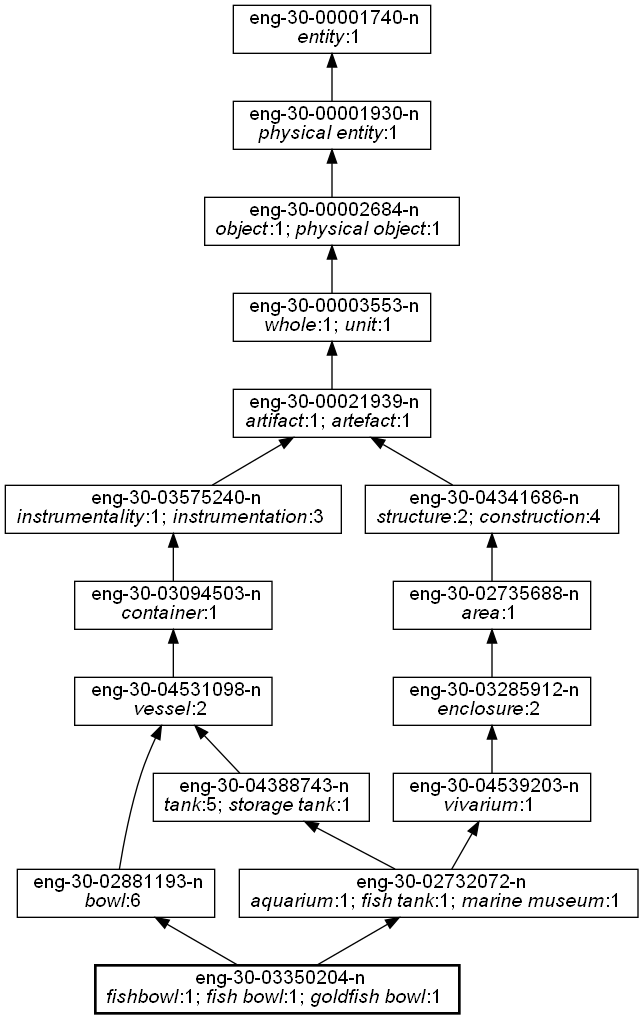 eng-30-00001740-n
entity:1
eng-30-00001930-n
physical entity:1
eng-30-00002684-n
object:1; physical object:1
eng-30-00003553-n
whole:1; unit:1
eng-30-00021939-n
artifact:1; artefact:1
eng-30-03575240-n
instrumentality:1; instrumentation:3
eng-30-04341686-n
structure:2; construction:4
eng-30-03094503-n
container:1
eng-30-02735688-n
area:1
eng-30-04531098-n
vessel:2
eng-30-03285912-n
enclosure:2
eng-30-04388743-n
tank:5; storage tank:1
eng-30-04539203-n
vivarium:1
eng-30-02881193-n
bowl:6
eng-30-02732072-n
aquarium:1; fish tank:1; marine museum:1
eng-30-03350204-n
fishbowl:1; fish bowl:1; goldfish bowl:1